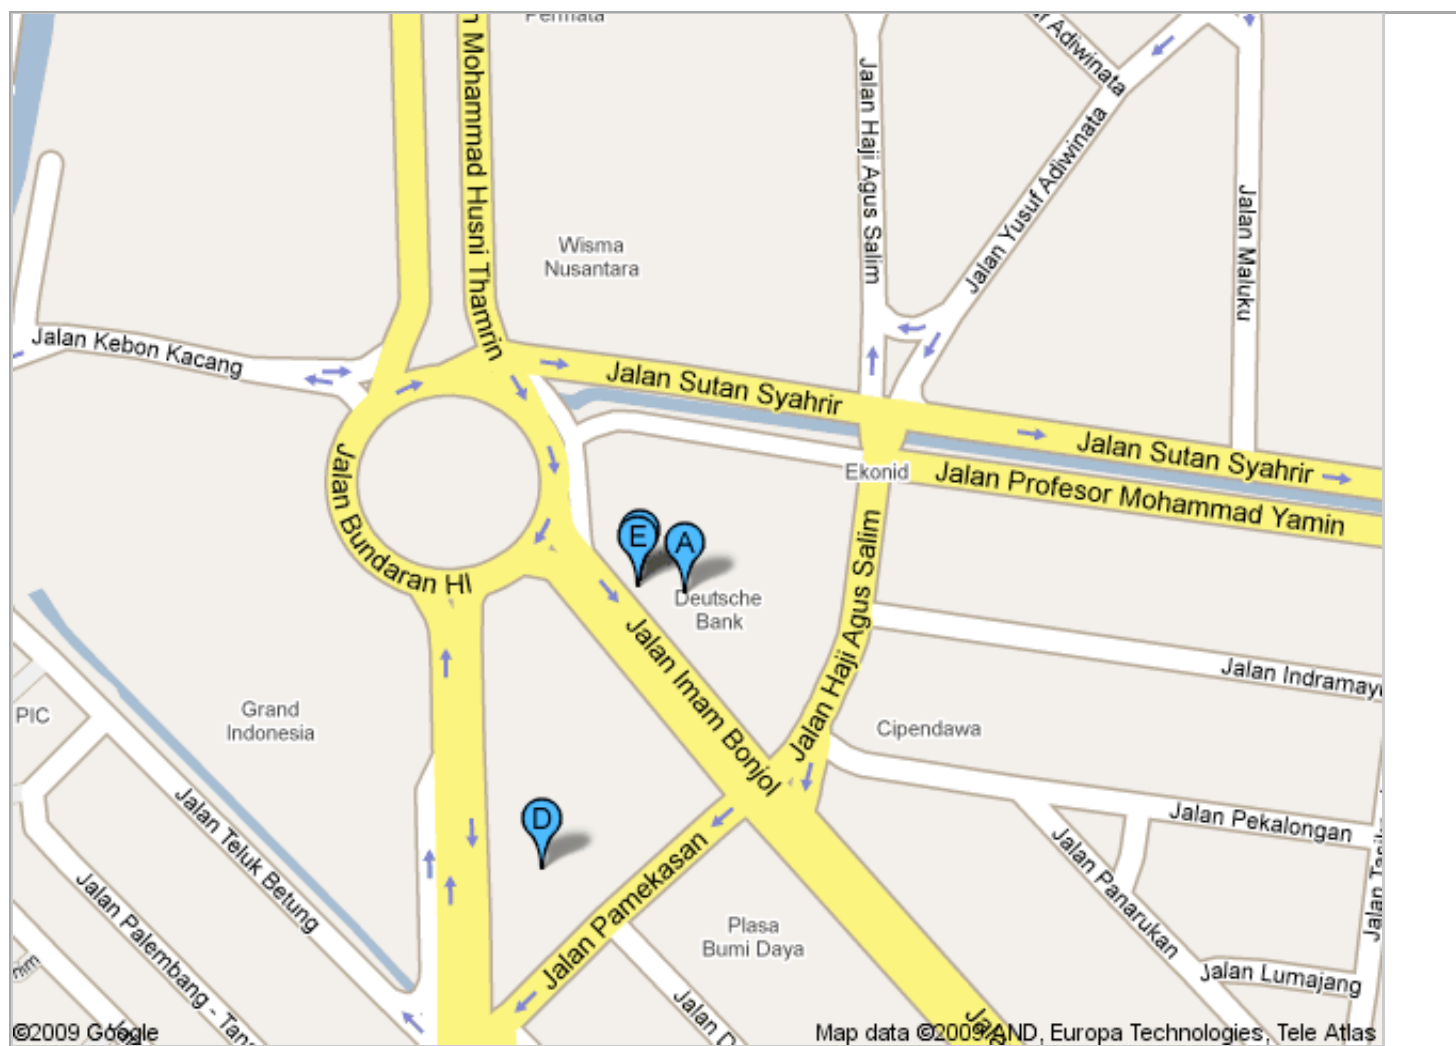 Permata
n Mohammad Husni Thamrin
Adiwinata
Jalan Haji Agus Salim
Jalan Yusuf Adiwinata
Jalan Maluku
Wisma
Nusantara
Jalan Kebon Kacang
Jalan Sutan Syahrir
Jalan Sutan Syahrir
Ekonid
Jalan Profesor Mohammad Yamin
Jalan Bundaran HI
E
A
Deutsche
Bank
Jalan Haji Agus Salim
Jalan Imam Bonjol
Jalan Indramay
PIC
Grand
Indonesia
Cipendawa
D
Jalan Teluk Betung
Jalan Pekalongan
Jalan Pamekasan
Jalan Panarukan
Jalan Palembang - Tan
Plasa
Bumi Daya
Jalan Lumajang
Jalan D
©2009 Google
Map data ©2009 AND, Europa Technologies, Tele Atlas